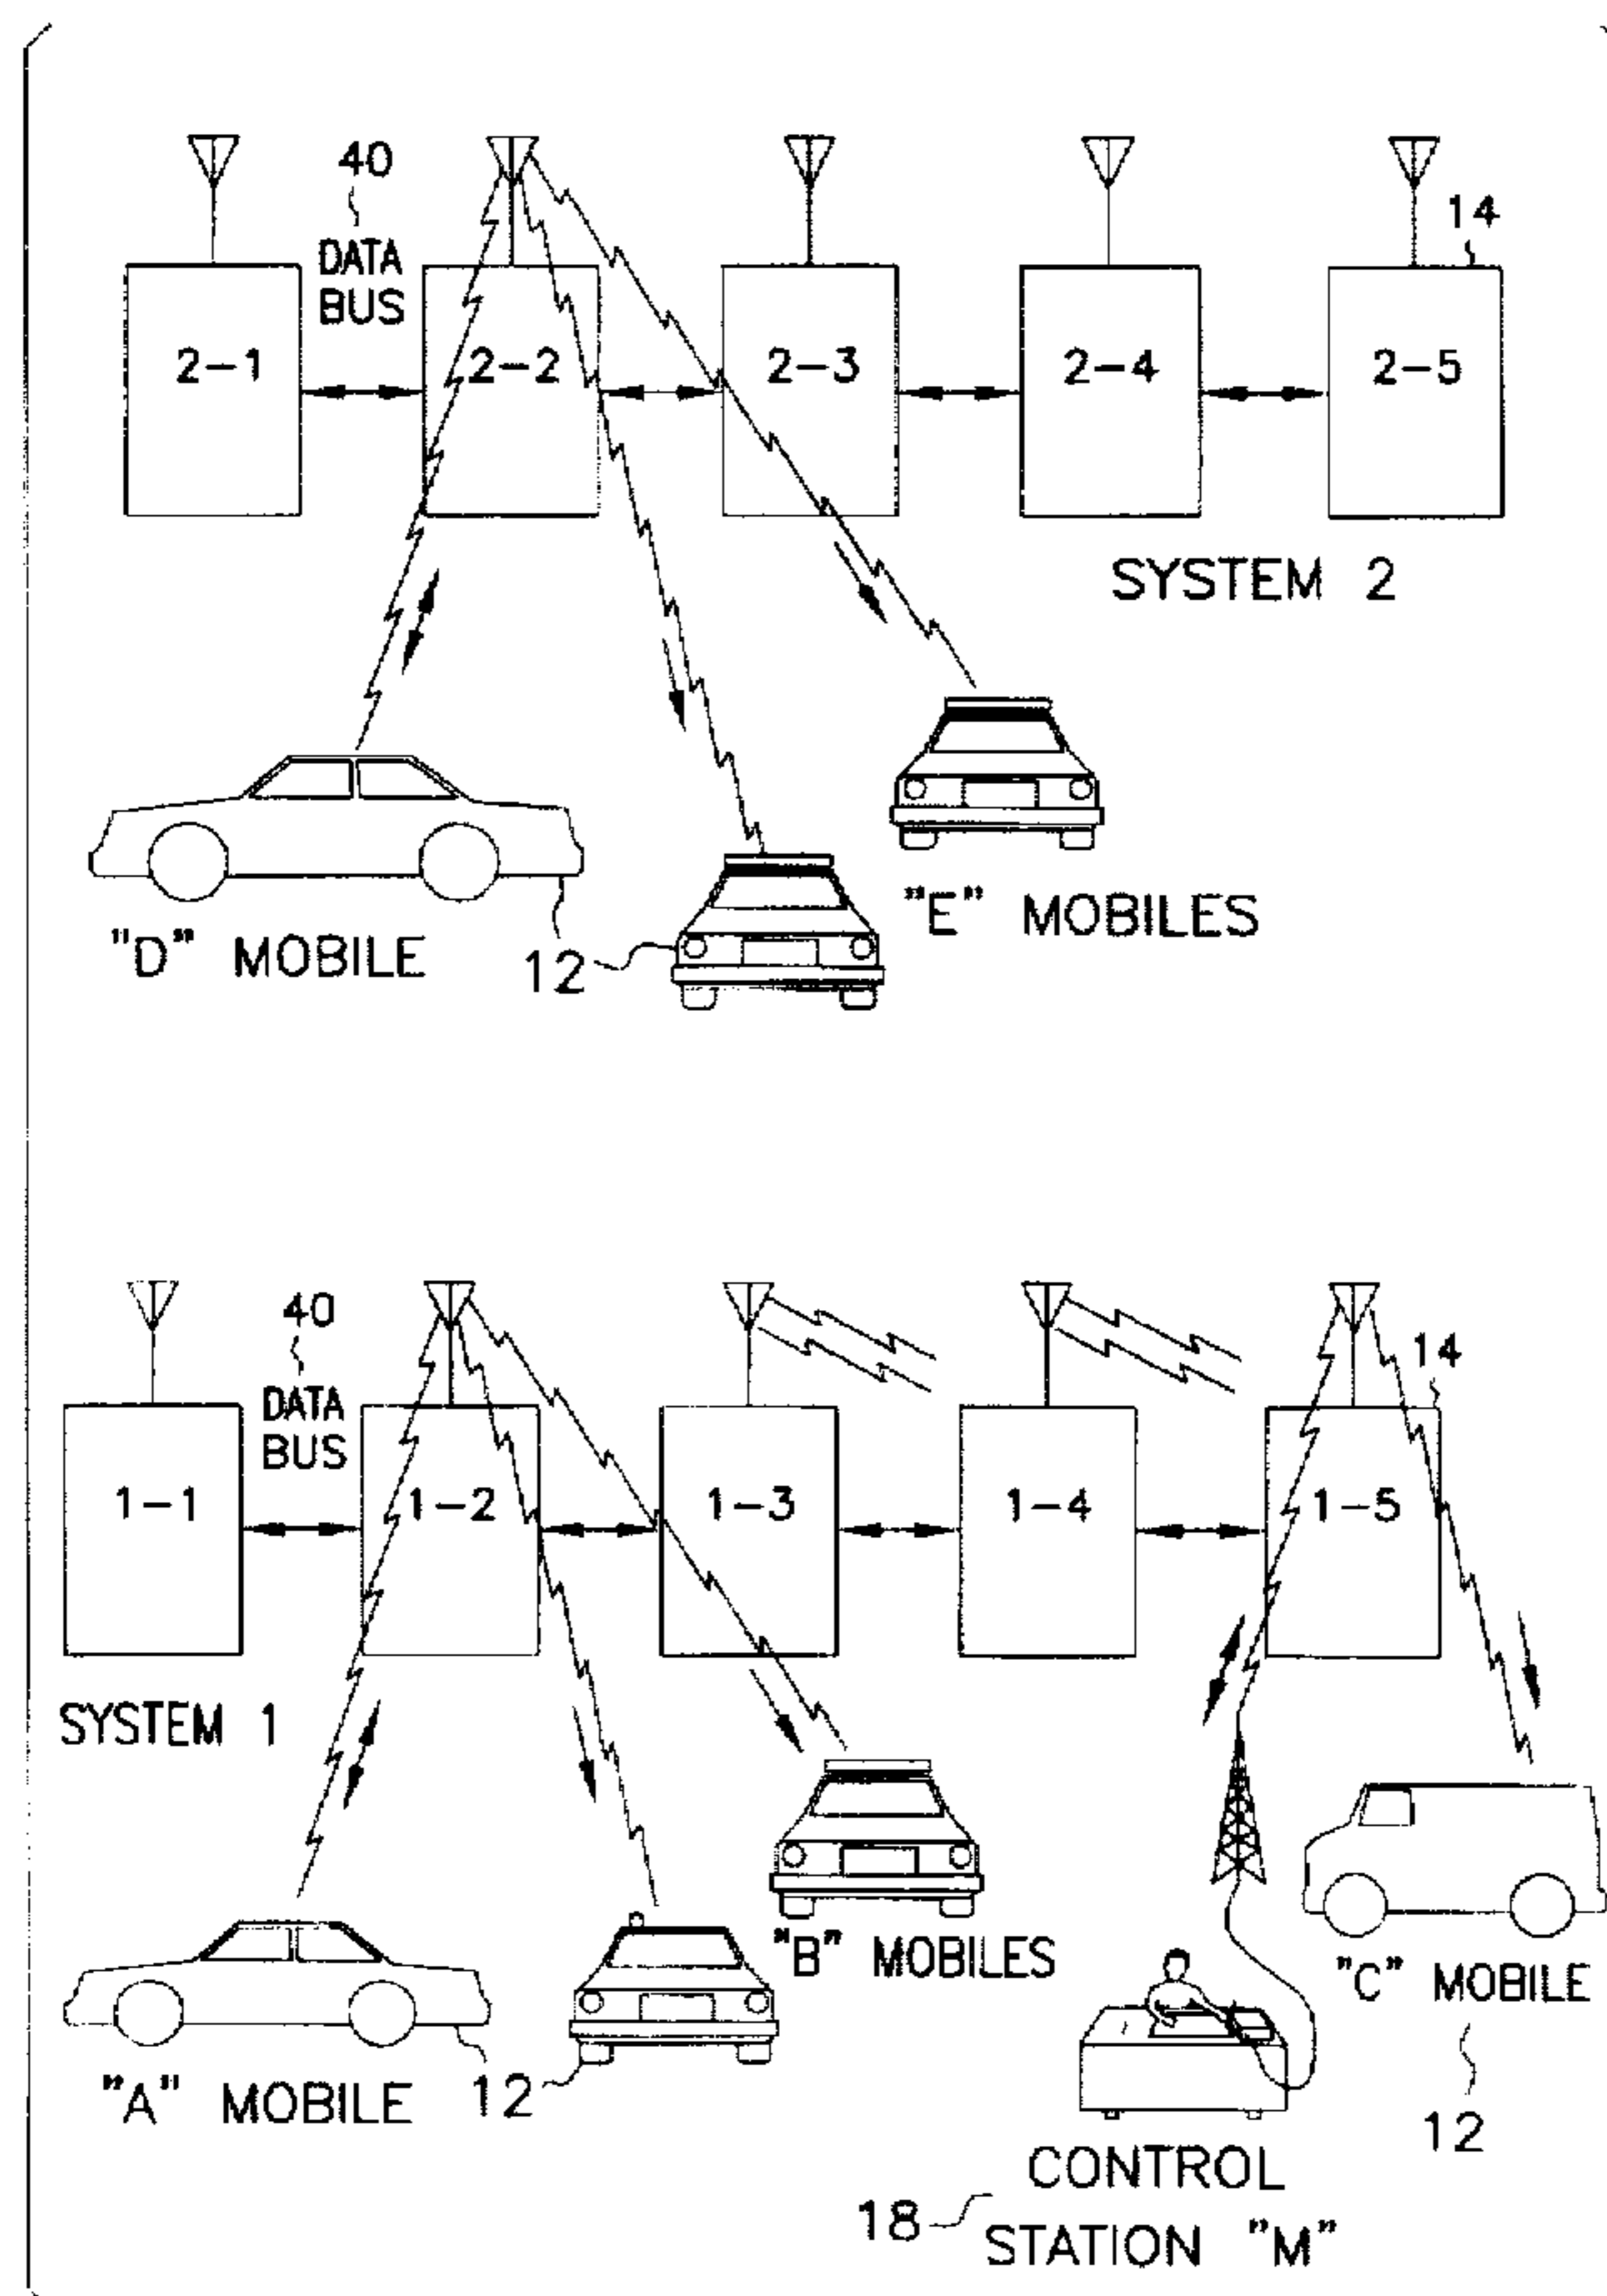 40
DATA
BUS
14
2-1
2-2
2-3
2-4
2-5
SYSTEM 2
"D" MOBILE
12
"E" MOBILES
40
DATA
BUS
14
1-1
1-2
1-3
1-4
1-5
SYSTEM 1
"A" MOBILE
12
"B" MOBILES
"C" MOBILE
12
CONTROL
18
STATION "M"